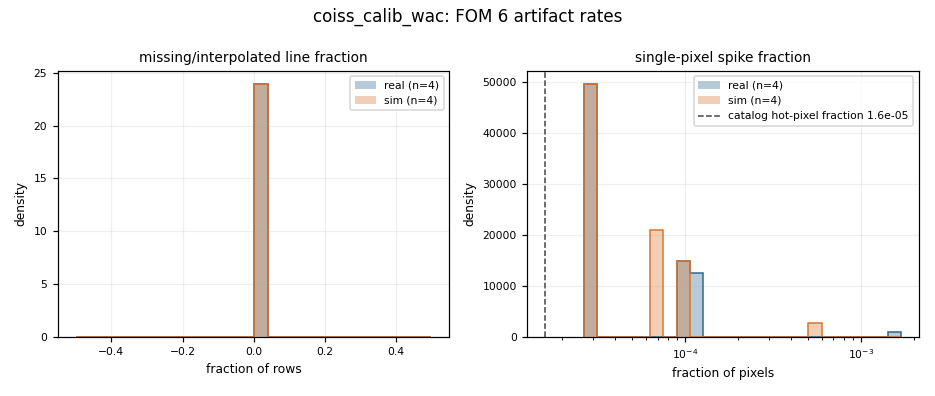 coiss_calib_wac: FOM 6 artifact rates
missing/interpolated line fraction
real (n=4)
sim (n=4)
density
25
20
15
10
5
0
−0.4
−0.2
0.0
0.2
0.4
fraction of rows
single-pixel spike fraction
real (n=4)
sim (n=4)
catalog hot-pixel fraction 1.6e-05
density
50000
40000
30000
20000
10000
0
10⁻⁴
10⁻³
fraction of pixels